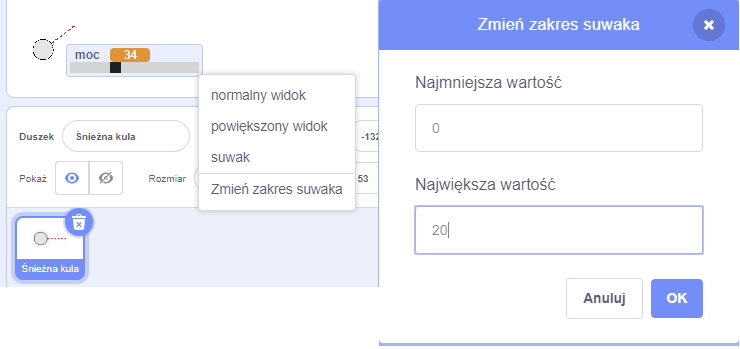 moc 34
normalny widok
powiększony widok
suwak
Zmień zakres suwaka
Duszek Śnieżna kula -132
Pokaż Rozmiar 53
Śnieżna kula
Zmień zakres suwaka
Najmniejsza wartość
0
Największa wartość
20
Anuluj OK